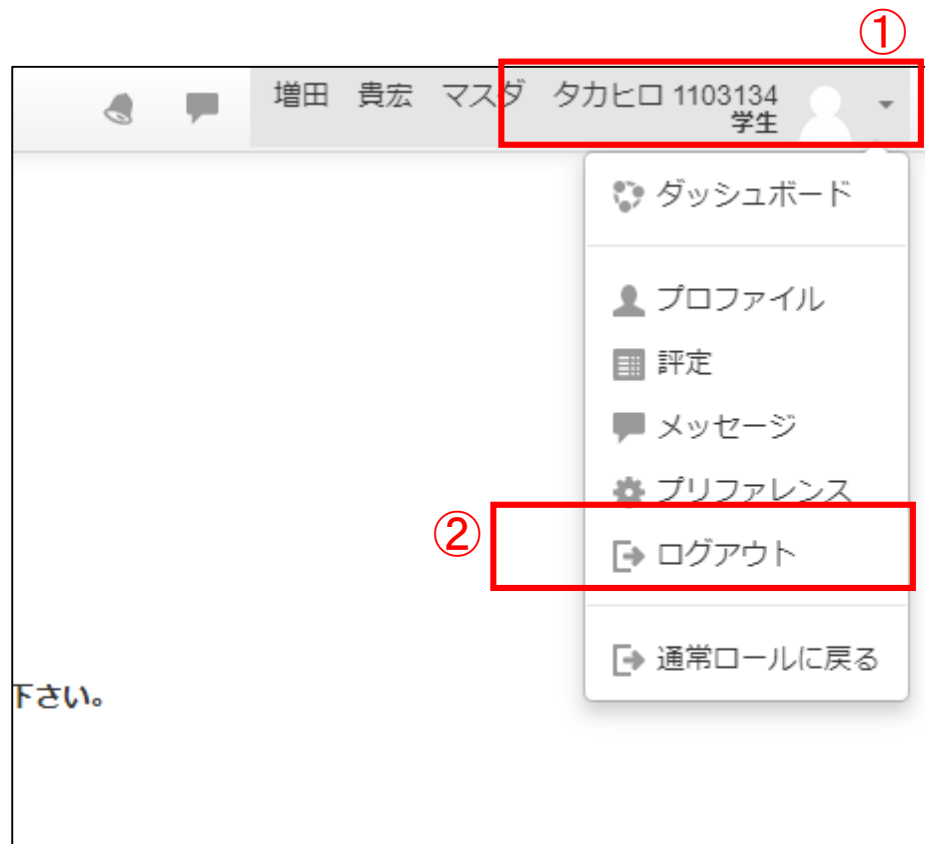 ①
増田　貴宏　マスダ　タカヒロ 1103134
学生
ダッシュボード
プロファイル
評定
メッセージ
プリファレンス
②
ログアウト
通常ロールに戻る
下さい。